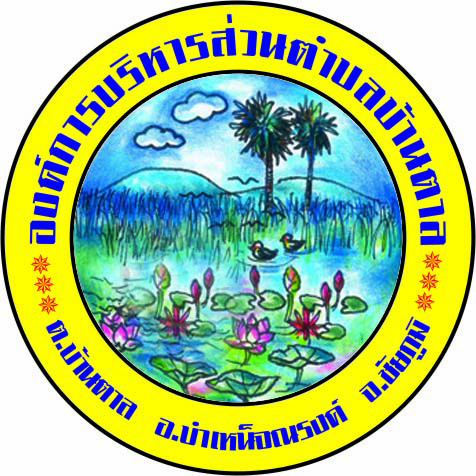 องค์การบริหารส่วนตำบลบ้านตาล
ต.บ้านตาล อ.บำเหน็จณรงค์ จ.ชัยภูมิ